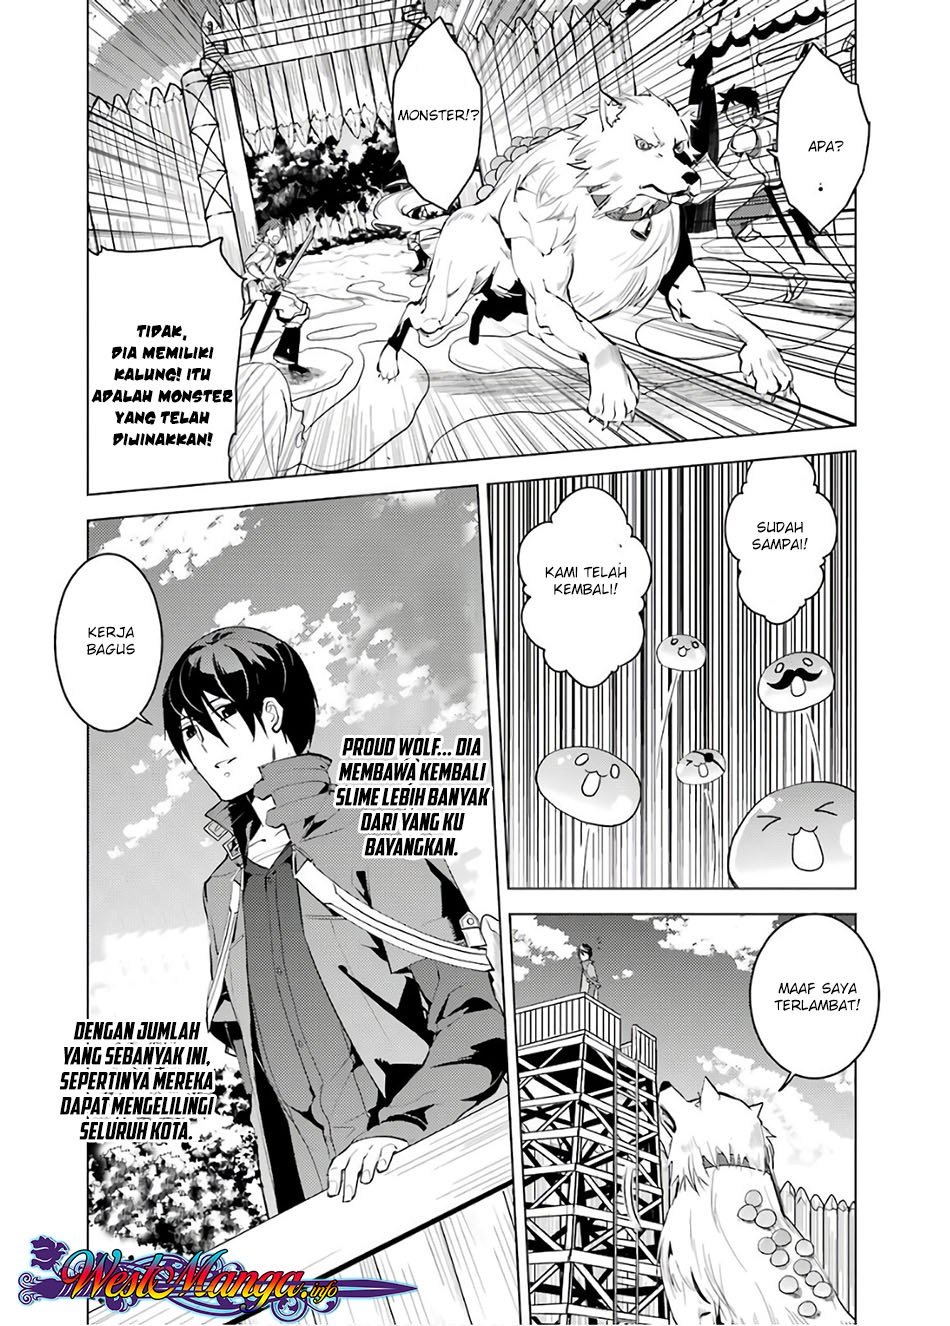 APA?
MONSTER!?
TIDAK,
DIA MEMILIKI
KALUNG! ITU
ADALAH MONSTER
YANG TELAH
DIJINAKKAN!
SUDAH
SAMPAI!
KAMI TELAH
KEMBALI!
KERJA
BAGUS
PROUD WOLF... DIA
MEMBAWA KEMBALI
SLIME LEBIH BANYAK
DARI YANG KU
BAYANGKAN.
DENGAN JUMLAH
YANG SEBANYAK INI,
SEPERTINYA MEREKA
DAPAT MENGELILINGI
SELURUH KOTA.
MAAF SAYA
TERLAMBAT!
WestManga.info